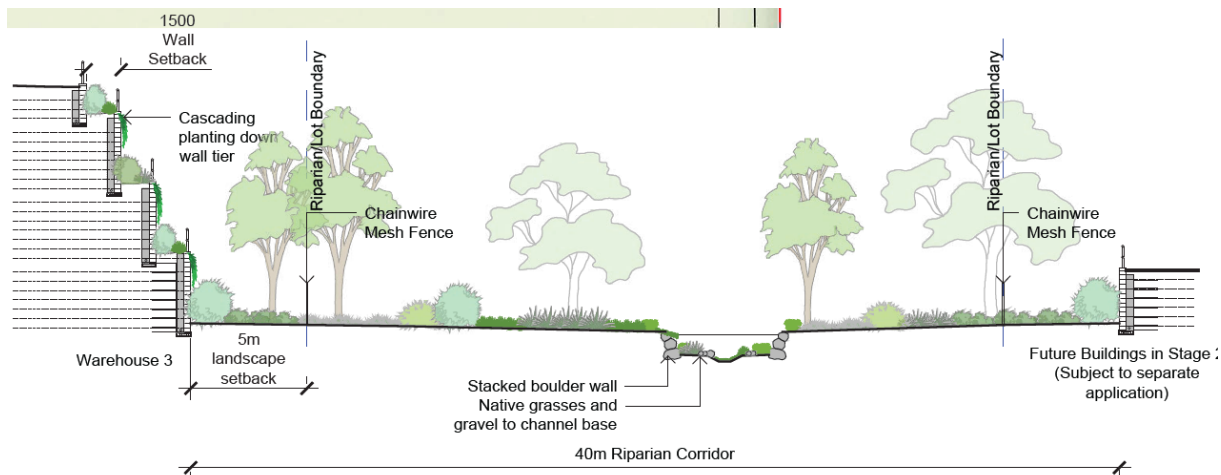 1500
Wall
Setback
Cascading
planting down
wall tier
Riparian/Lot Boundary
Chainwire
Mesh Fence
Riparian/Lot Boundary
Chainwire
Mesh Fence
Warehouse 3
5m
landscape
setback
Stacked boulder wall
Native grasses and
gravel to channel base
Future Buildings in Stage 2
(Subject to separate
application)
40m Riparian Corridor